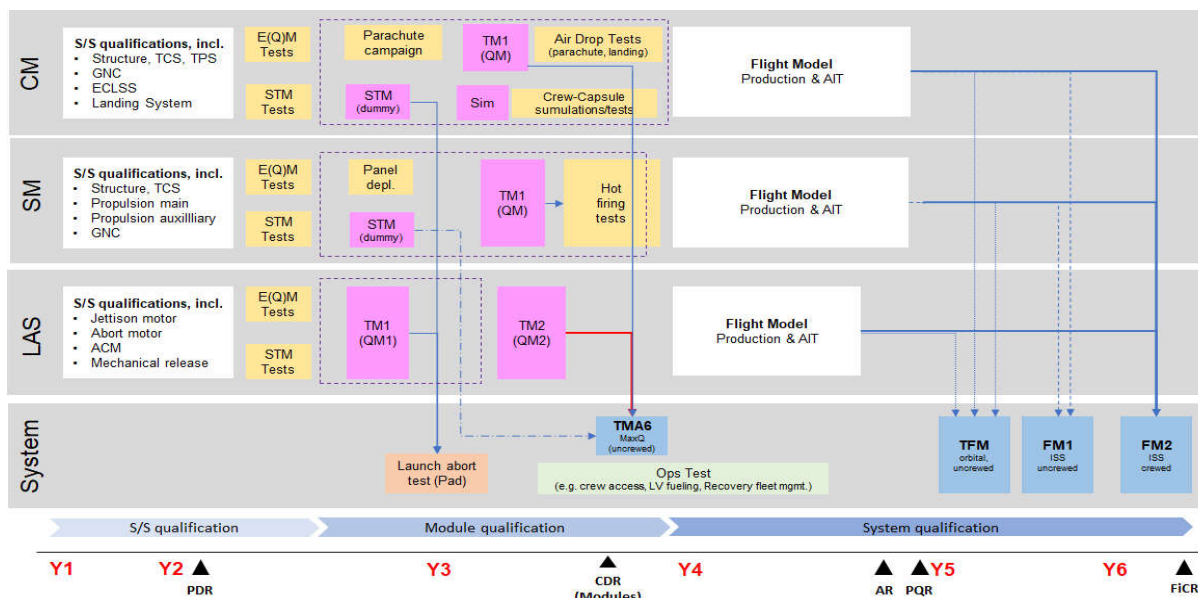 CM
S/S qualifications, incl.
• Structure, TCS, TPS
• GNC
• ECLSS
• Landing System
E(Q)M
Tests
STM
Tests
Parachute
campaign
TM1
(QM)
Air Drop Tests
(parachute, landing)
STM
(dummy)
Sim
Crew-Capsule
sumulations/tests
Flight Model
Production & AIT
SM
S/S qualifications, incl.
• Structure, TCS
• Propulsion main
• Propulsion auxillliary
• GNC
E(Q)M
Tests
STM
Tests
Panel
depl.
STM
(dummy)
TM1
(QM)
Hot
firing
tests
Flight Model
Production & AIT
LAS
S/S qualifications, incl.
• Jettison motor
• Abort motor
• ACM
• Mechanical release
E(Q)M
Tests
STM
Tests
TM1
(QM1)
TM2
(QM2)
Flight Model
Production & AIT
System
Launch abort
test (Pad)
TMA6
MaxQ
(uncrewed)
Ops Test
(e.g. crew access, LV fueling, Recovery fleet mgmt.)
TFM
orbital,
uncrewed
FM1
ISS
uncrewed
FM2
ISS
crewed
S/S qualification
Module qualification
System qualification
Y1
Y2
PDR
Y3
CDR
(Modules)
Y4
AR
PQR
Y5
Y6
FiCR